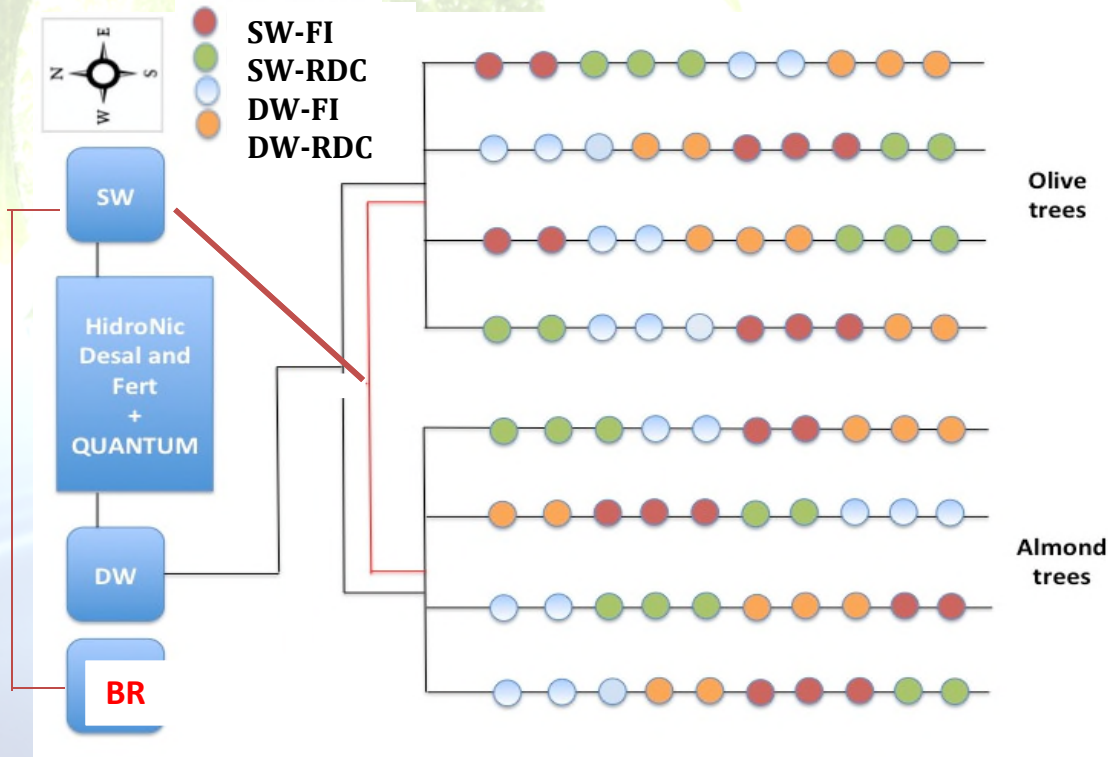 E
N
S
W
SW-FI
SW-RDC
DW-FI
DW-RDC
SW
HidroNic
Desal and
Fert
+
QUANTUM
DW
BR
Olive
trees
Almond
trees